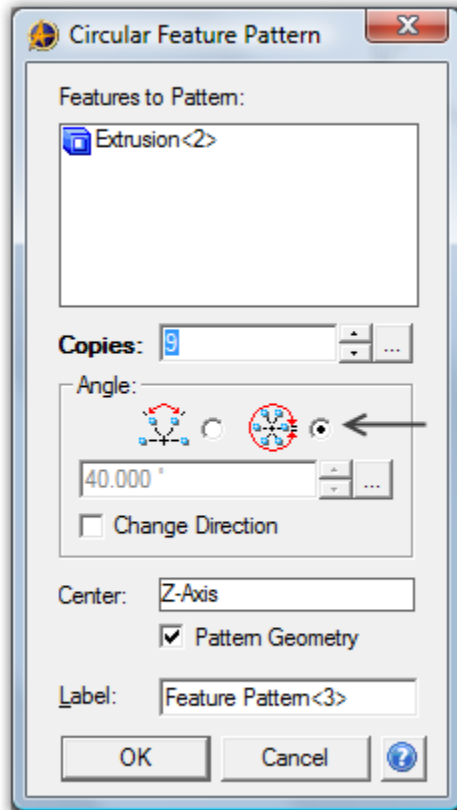 Circular Feature Pattern
Features to Pattern:
Extrusion<2>
Copies: 9 ...
Angle:
40.000 ° ...
Change Direction
Center: Z-Axis
Pattern Geometry
Label: Feature Pattern<3>
OK Cancel ?